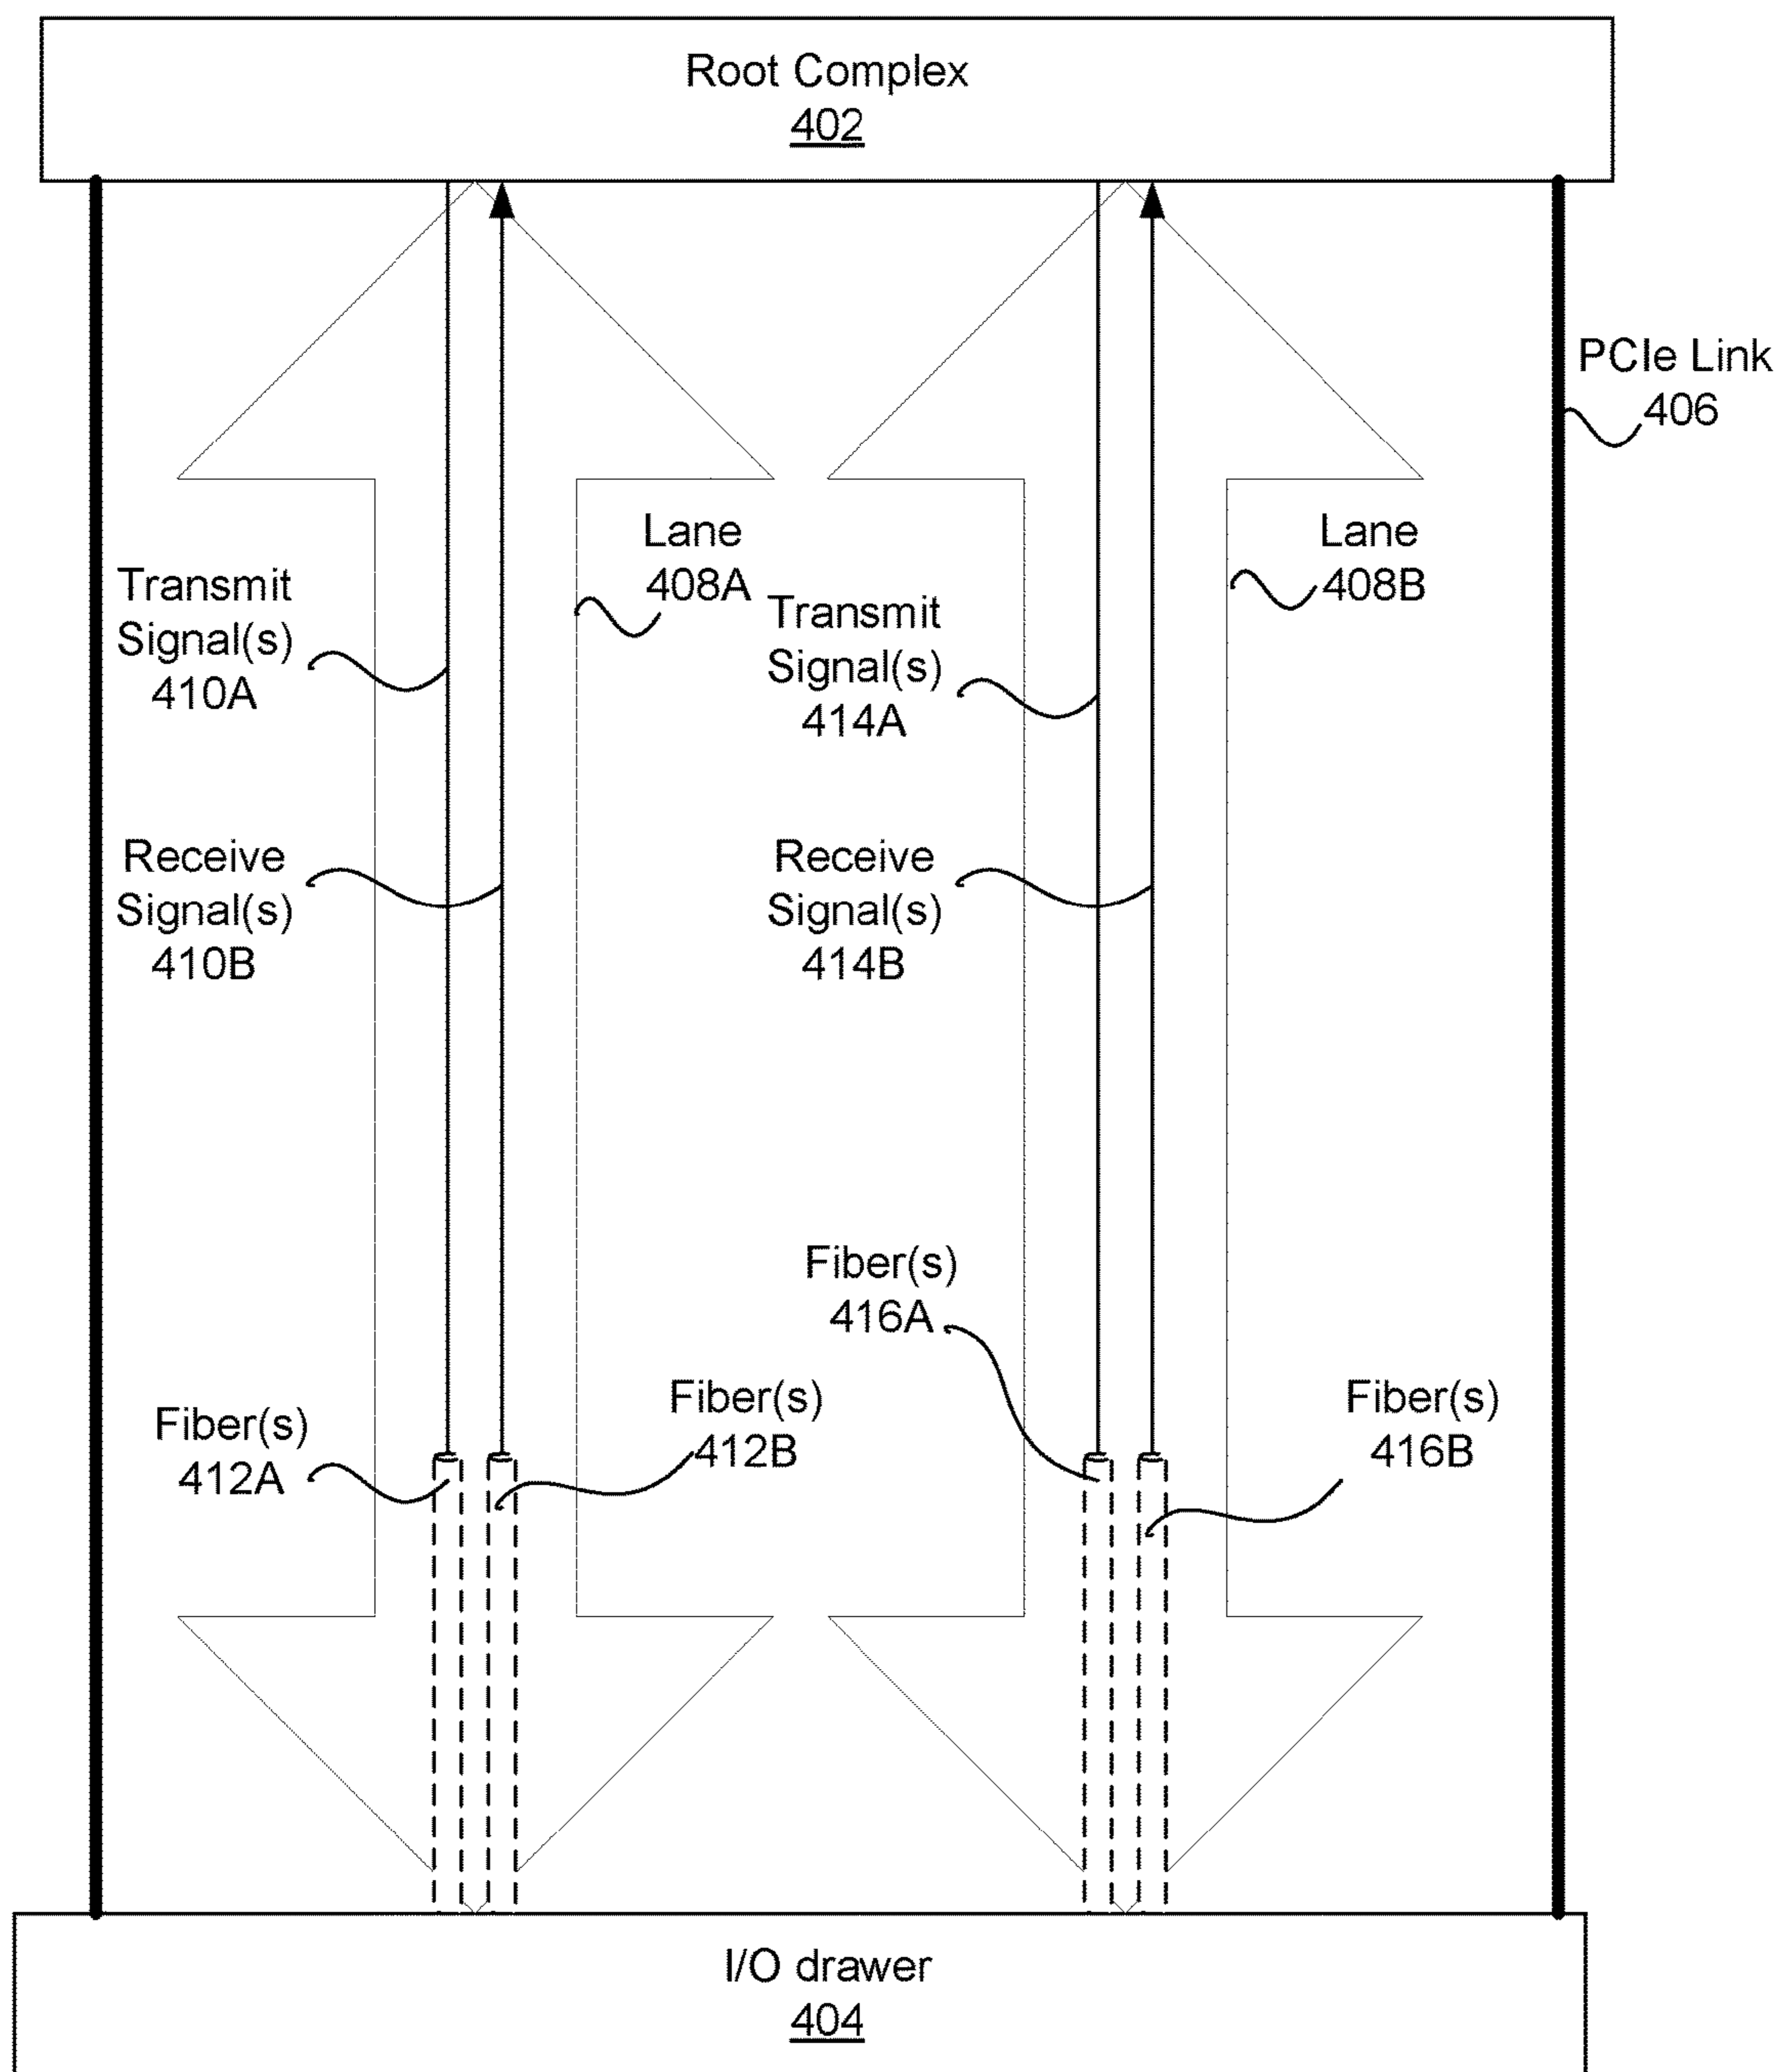 Root Complex
402
PCIe Link
406
Lane
408A
Lane
408B
Transmit
Signal(s)
410A
Transmit
Signal(s)
414A
Receive
Signal(s)
410B
Receive
Signal(s)
414B
Fiber(s)
416A
Fiber(s)
412A
Fiber(s)
412B
Fiber(s)
416B
I/O drawer
404